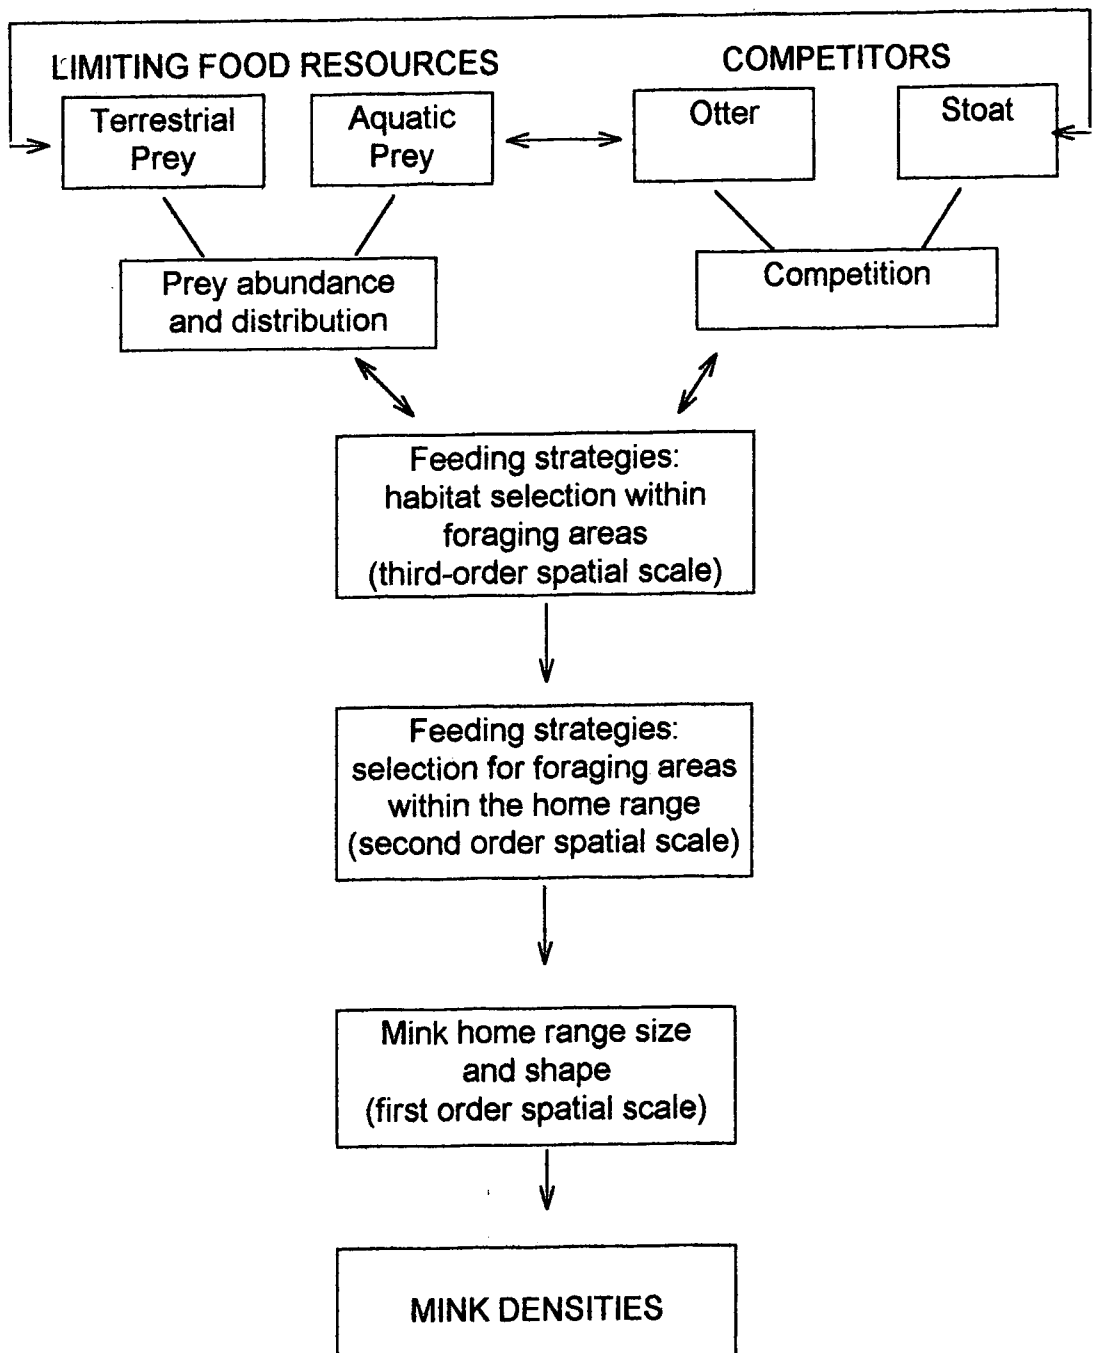 LIMITING FOOD RESOURCES
COMPETITORS
Terrestrial
Prey
Aquatic
Prey
Otter
Stoat
Prey abundance
and distribution
Competition
Feeding strategies:
habitat selection within
foraging areas
(third-order spatial scale)
Feeding strategies:
selection for foraging areas
within the home range
(second order spatial scale)
Mink home range size
and shape
(first order spatial scale)
MINK DENSITIES